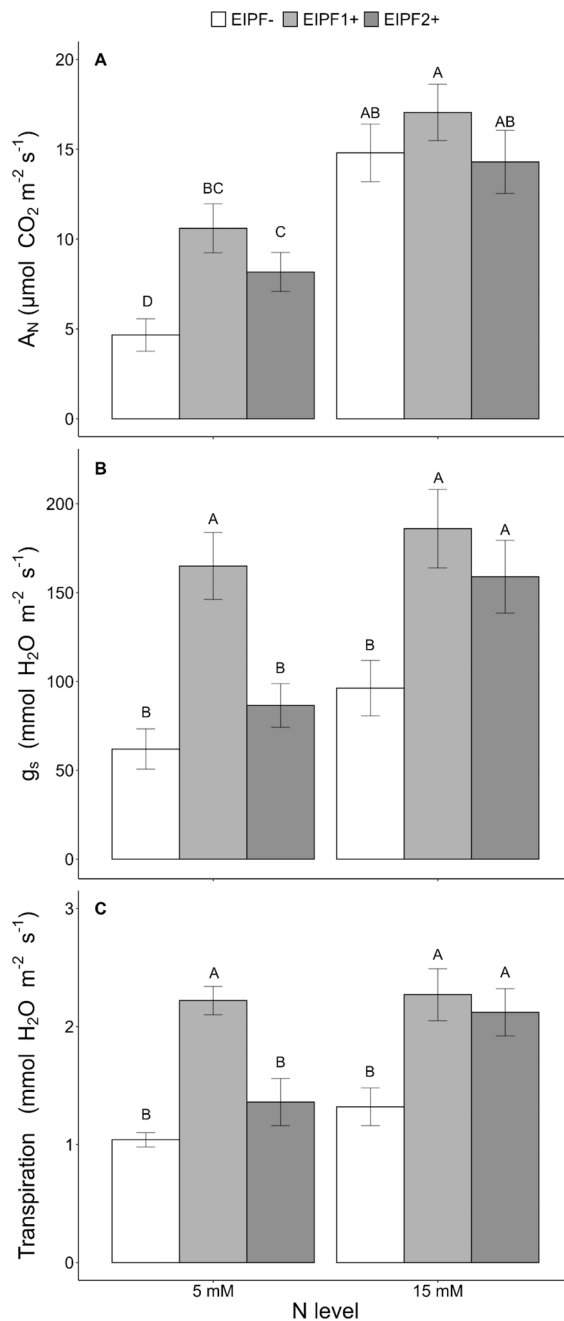 EIPF- EIPF1+ EIPF2+
A
20
15
10
5
0
A_N (µmol CO₂ m⁻² s⁻¹)
D
BC
C
AB
A
AB
B
200
150
100
50
0
gₛ (mmol H₂O m⁻² s⁻¹)
B
A
B
B
A
A
C
3
2
1
0
Transpiration (mmol H₂O m⁻² s⁻¹)
B
A
B
B
A
A
5 mM 15 mM
N level